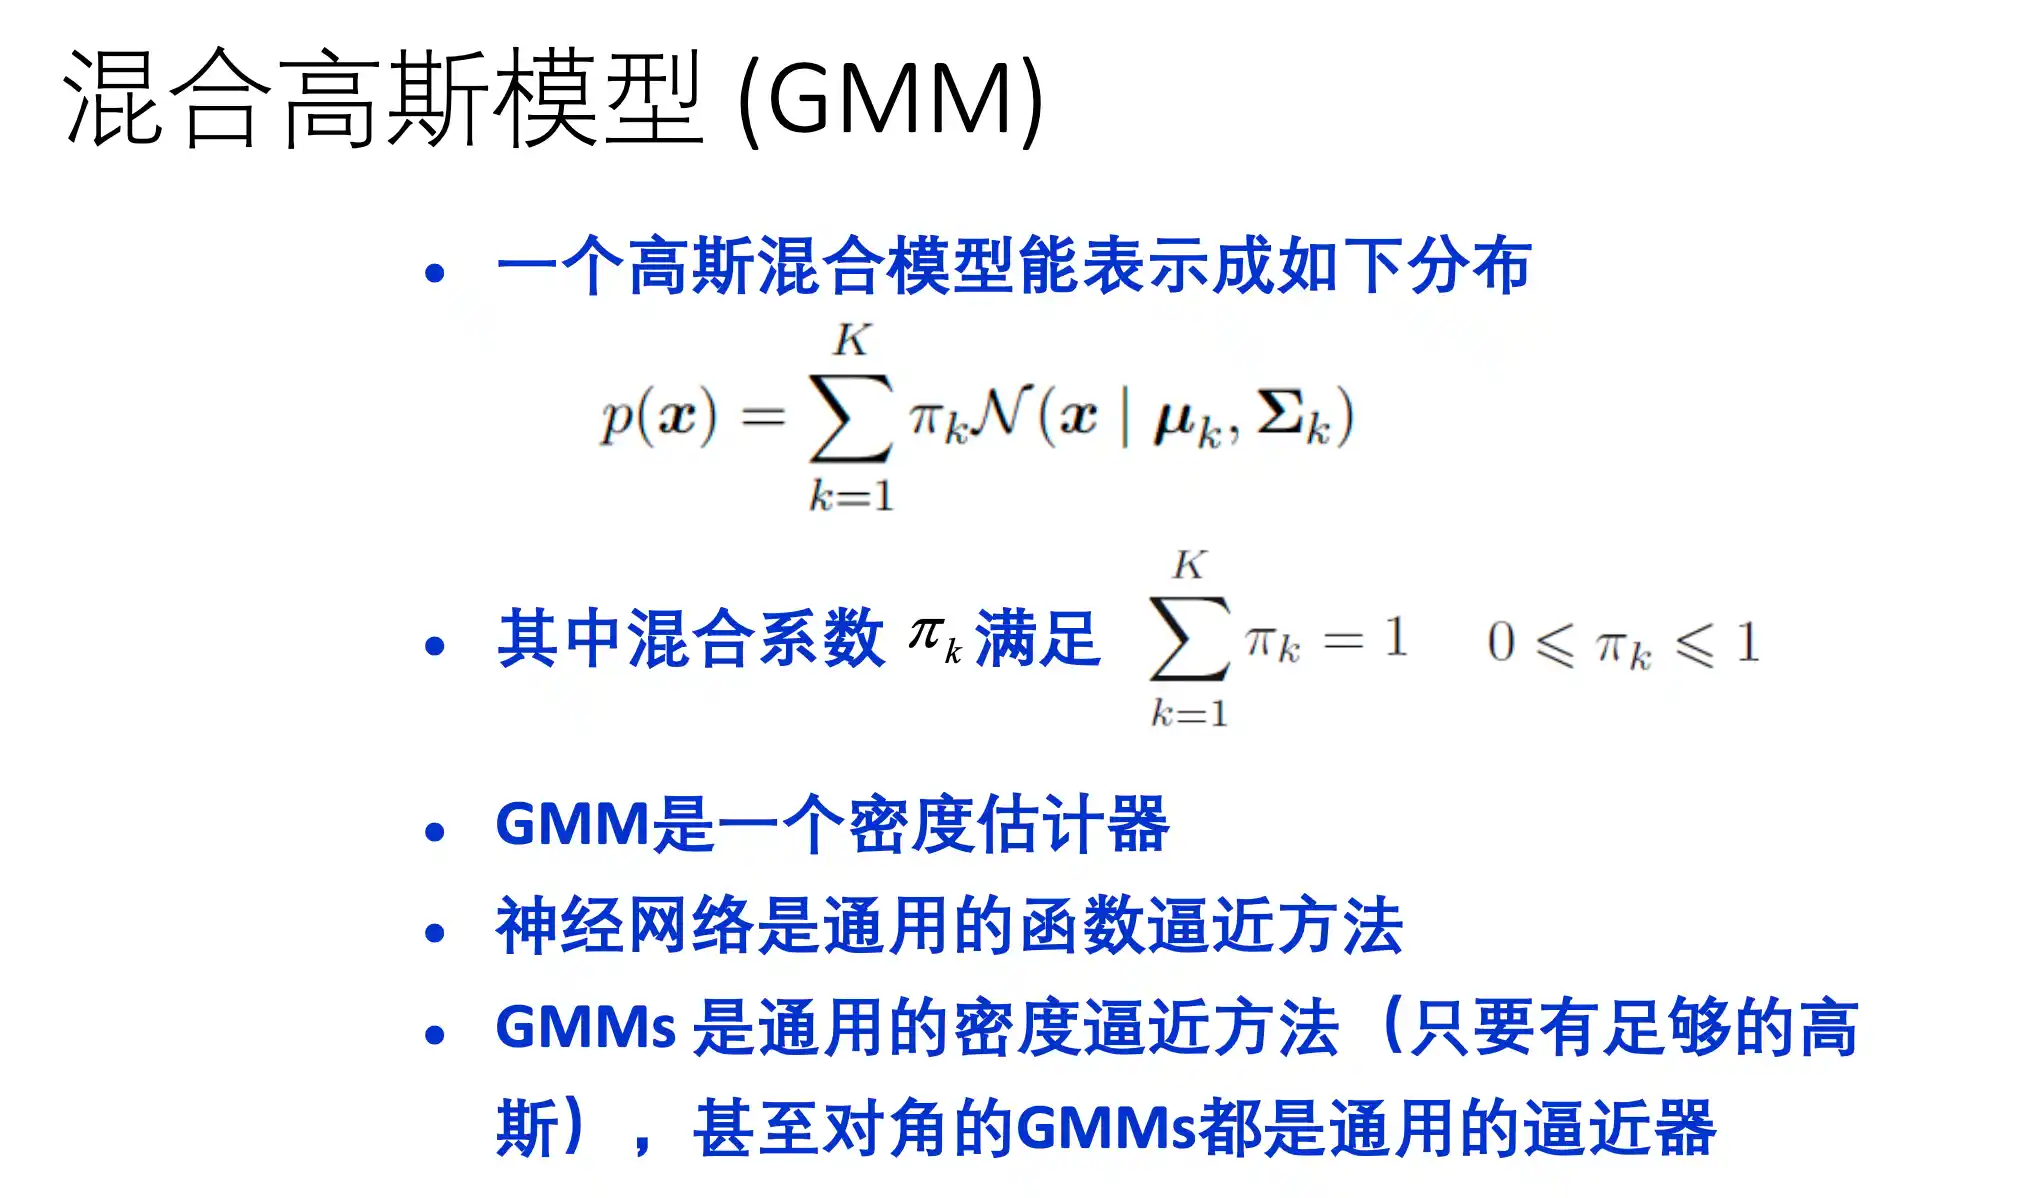 混合高斯模型 (GMM)
• 一个高斯混合模型能表示成如下分布
$p(\boldsymbol{x}) = \sum_{k=1}^{K} \pi_k \mathcal{N}(\boldsymbol{x} \mid \boldsymbol{\mu}_k, \boldsymbol{\Sigma}_k)$
• 其中混合系数 $\pi_k$ 满足 $\sum_{k=1}^{K} \pi_k = 1 \quad 0 \leqslant \pi_k \leqslant 1$
• GMM是一个密度估计器
• 神经网络是通用的函数逼近方法
• GMMs 是通用的密度逼近方法（只要有足够的高
斯），甚至对角的GMMs都是通用的逼近器